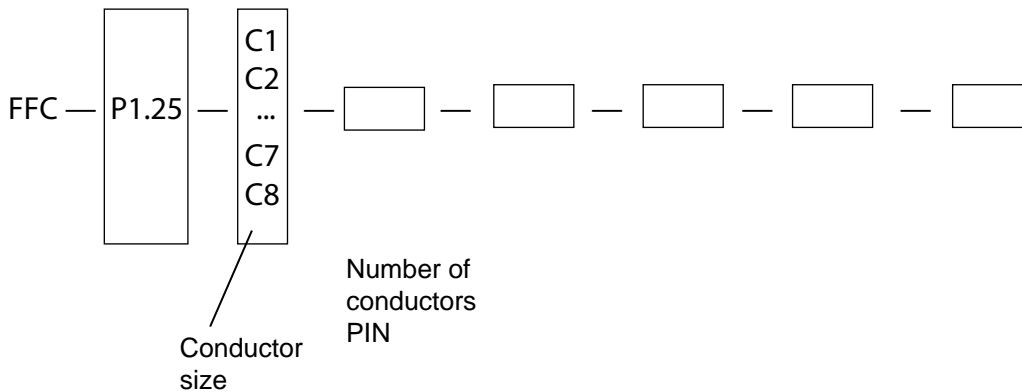 FFC — P1.25 — — — — — —
C1
C2
...
C7
C8
Number of
conductors
PIN
Conductor
size